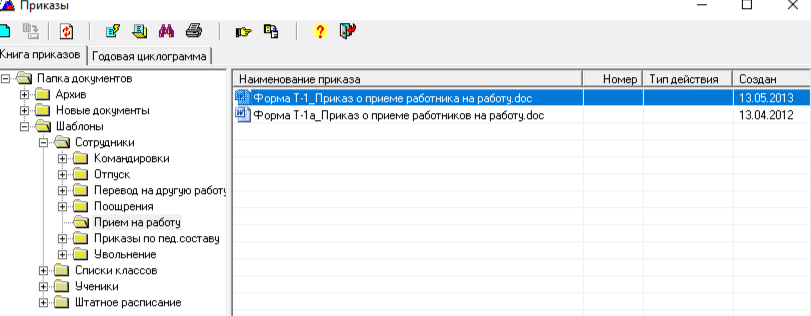 Приказы
Книга приказов Годовая циклограмма
Папка документов
Архив
Новые документы
Шаблоны
Сотрудники
Командировки
Отпуск
Перевод на другую работу
Поощрения
Прием на работу
Приказы по пед.составу
Увольнение
Списки классов
Ученики
Штатное расписание
Наименование приказа Номер Тип действия Создан
Форма Т-1_Приказ о приеме работника на работу.doc 13.05.2013
Форма Т-1а_Приказ о приеме работников на работу.doc 13.04.2012